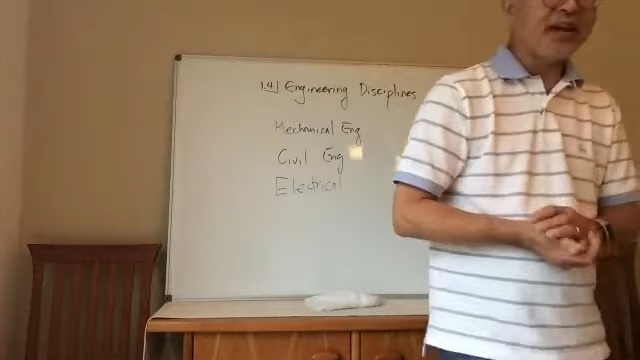 1.4 Engineering Disciplines
Mechanical Eng
Civil Eng
Electrical